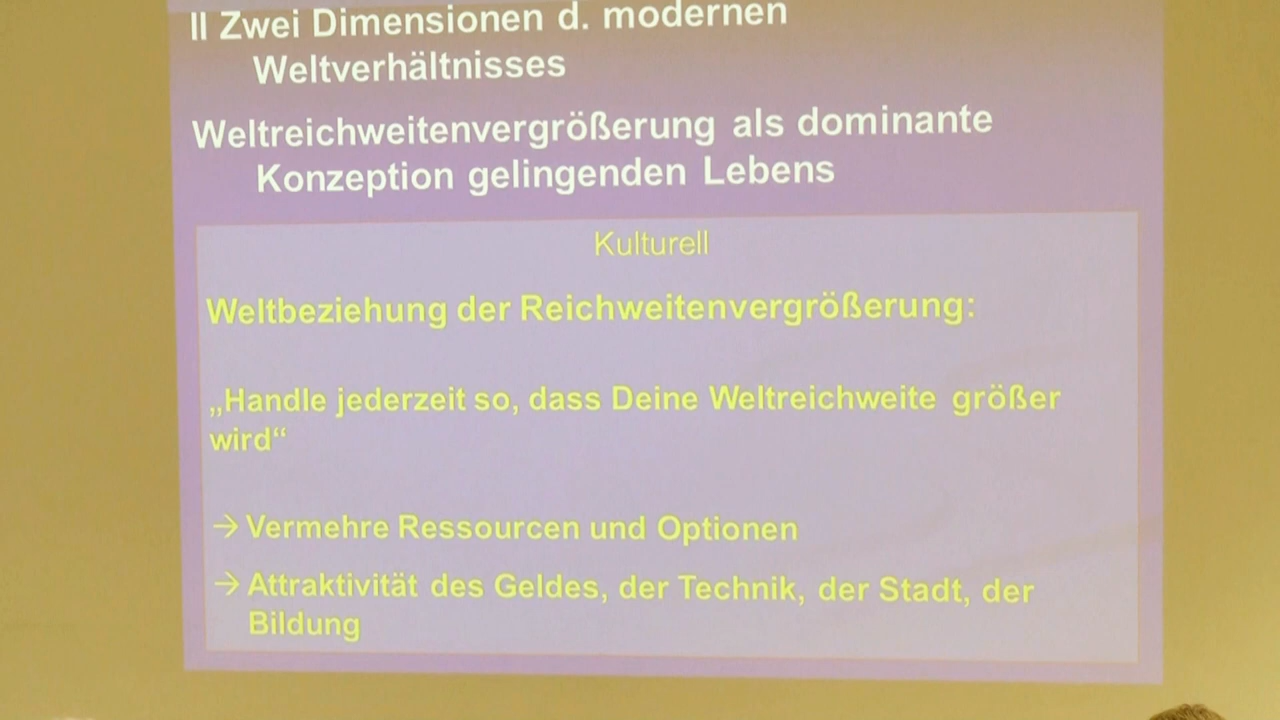 II Zwei Dimensionen d. modernen
Weltverhältnisses
Weltreichweitenvergrößerung als dominante
Konzeption gelingenden Lebens
Kulturell
Weltbeziehung der Reichweitenvergrößerung:
„Handle jederzeit so, dass Deine Weltreichweite größer
wird“
→ Vermehre Ressourcen und Optionen
→ Attraktivität des Geldes, der Technik, der Stadt, der
Bildung